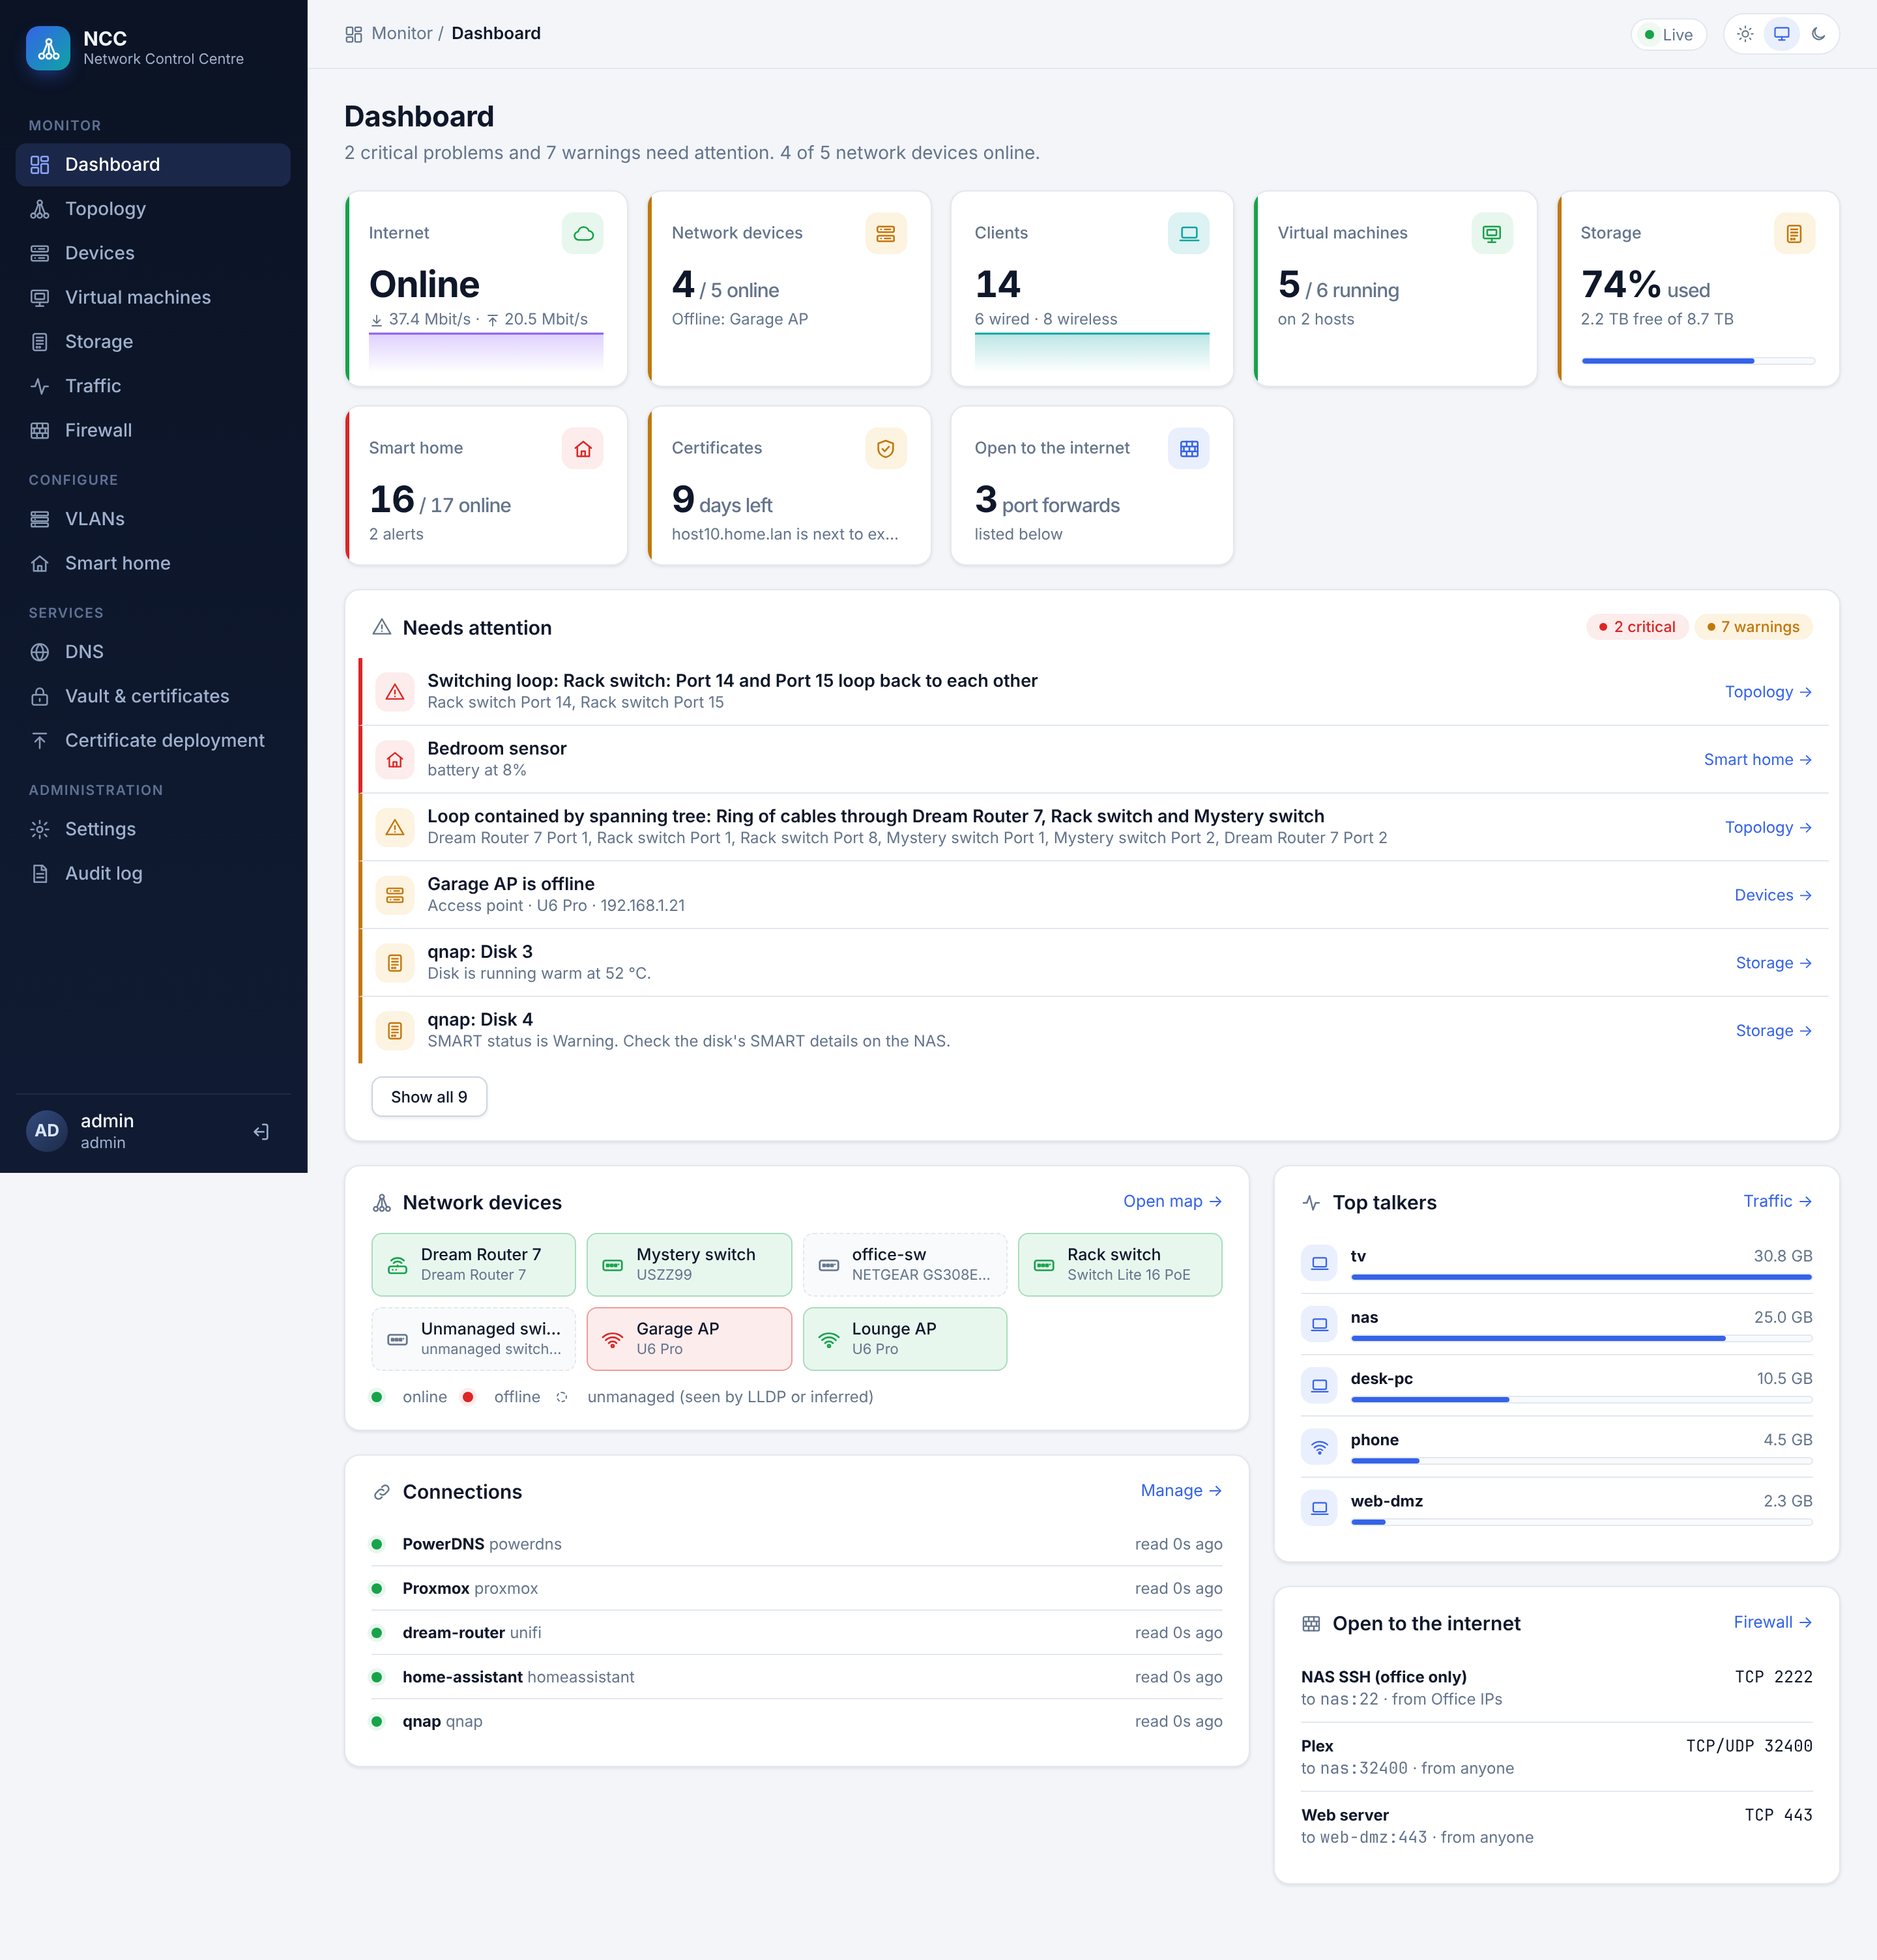 NCC
Network Control Centre
MONITOR
Dashboard
Topology
Devices
Virtual machines
Storage
Traffic
Firewall
CONFIGURE
VLANs
Smart home
SERVICES
DNS
Vault & certificates
Certificate deployment
ADMINISTRATION
Settings
Audit log
AD
admin
admin
Monitor / Dashboard
Live
Dashboard
2 critical problems and 7 warnings need attention. 4 of 5 network devices online.
Internet
Online
37.4 Mbit/s · 20.5 Mbit/s
Network devices
4 / 5 online
Offline: Garage AP
Clients
14
6 wired · 8 wireless
Virtual machines
5 / 6 running
on 2 hosts
Storage
74% used
2.2 TB free of 8.7 TB
Smart home
16 / 17 online
2 alerts
Certificates
9 days left
host10.home.lan is next to ex...
Open to the internet
3 port forwards
listed below
Needs attention
2 critical
7 warnings
Switching loop: Rack switch: Port 14 and Port 15 loop back to each other
Rack switch Port 14, Rack switch Port 15
Topology →
Bedroom sensor
battery at 8%
Smart home →
Loop contained by spanning tree: Ring of cables through Dream Router 7, Rack switch and Mystery switch
Dream Router 7 Port 1, Rack switch Port 1, Rack switch Port 8, Mystery switch Port 1, Mystery switch Port 2, Dream Router 7 Port 2
Topology →
Garage AP is offline
Access point · U6 Pro · 192.168.1.21
Devices →
qnap: Disk 3
Disk is running warm at 52 °C.
Storage →
qnap: Disk 4
SMART status is Warning. Check the disk's SMART details on the NAS.
Storage →
Show all 9
Network devices
Open map →
Dream Router 7
Dream Router 7
Mystery switch
USZZ99
office-sw
NETGEAR GS308E...
Rack switch
Switch Lite 16 PoE
Unmanaged swi...
unmanaged switch...
Garage AP
U6 Pro
Lounge AP
U6 Pro
online
offline
unmanaged (seen by LLDP or inferred)
Connections
Manage →
PowerDNS powerdns
read 0s ago
Proxmox proxmox
read 0s ago
dream-router unifi
read 0s ago
home-assistant homeassistant
read 0s ago
qnap qnap
read 0s ago
Top talkers
Traffic →
tv
30.8 GB
nas
25.0 GB
desk-pc
10.5 GB
phone
4.5 GB
web-dmz
2.3 GB
Open to the internet
Firewall →
NAS SSH (office only)
TCP 2222
to nas:22 · from Office IPs
Plex
TCP/UDP 32400
to nas:32400 · from anyone
Web server
TCP 443
to web-dmz:443 · from anyone